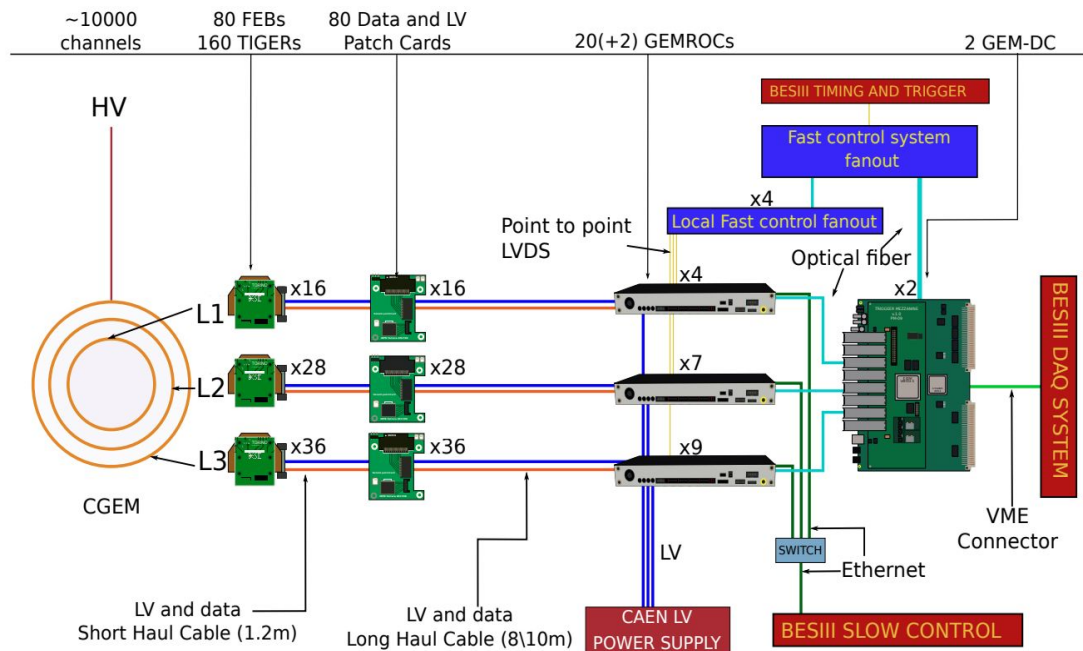 ~10000
channels
80 FEBs
160 TIGERs
80 Data and LV
Patch Cards
20(+2) GEMROCs
2 GEM-DC
BESIII TIMING AND TRIGGER
HV
Fast control system
fanout
x4
Local Fast control fanout
Point to point
LVDS
Optical fiber
x16
x16
x4
x2
L1
x28
x28
x7
L2
x36
x36
x9
L3
BESIII DAQ SYSTEM
CGEM
VME
Connector
SWITCH
LV
Ethernet
LV and data
Short Haul Cable (1.2m)
LV and data
Long Haul Cable (8\10m)
CAEN LV
POWER SUPPLY
BESIII SLOW CONTROL